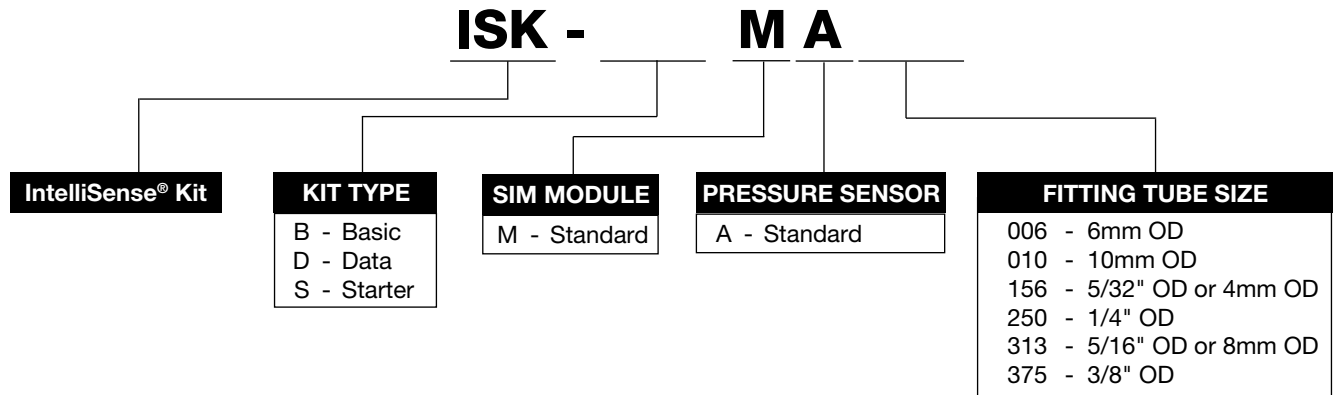 ISK - M A
IntelliSense® Kit
KIT TYPE
B - Basic
D - Data
S - Starter
SIM MODULE
M - Standard
PRESSURE SENSOR
A - Standard
FITTING TUBE SIZE
006 - 6mm OD
010 - 10mm OD
156 - 5/32" OD or 4mm OD
250 - 1/4" OD
313 - 5/16" OD or 8mm OD
375 - 3/8" OD